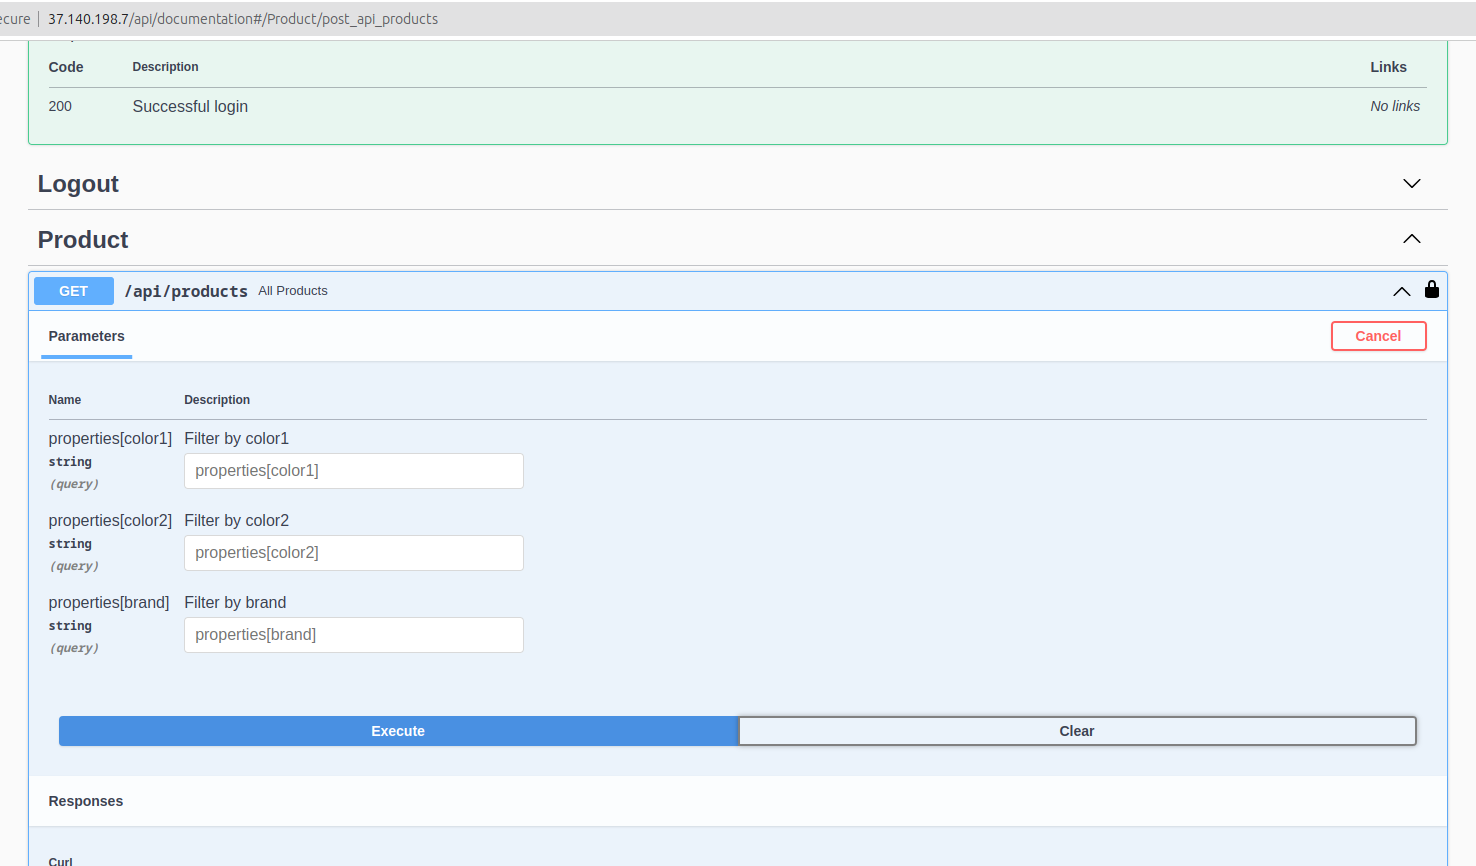 ecure | 37.140.198.7/api/documentation#/Product/post_api_products
Code Description Links
200 Successful login No links
Logout
Product
GET /api/products All Products
Parameters Cancel
Name Description
properties[color1] Filter by color1
string properties[color1]
(query)
properties[color2] Filter by color2
string properties[color2]
(query)
properties[brand] Filter by brand
string properties[brand]
(query)
Execute Clear
Responses
Curl